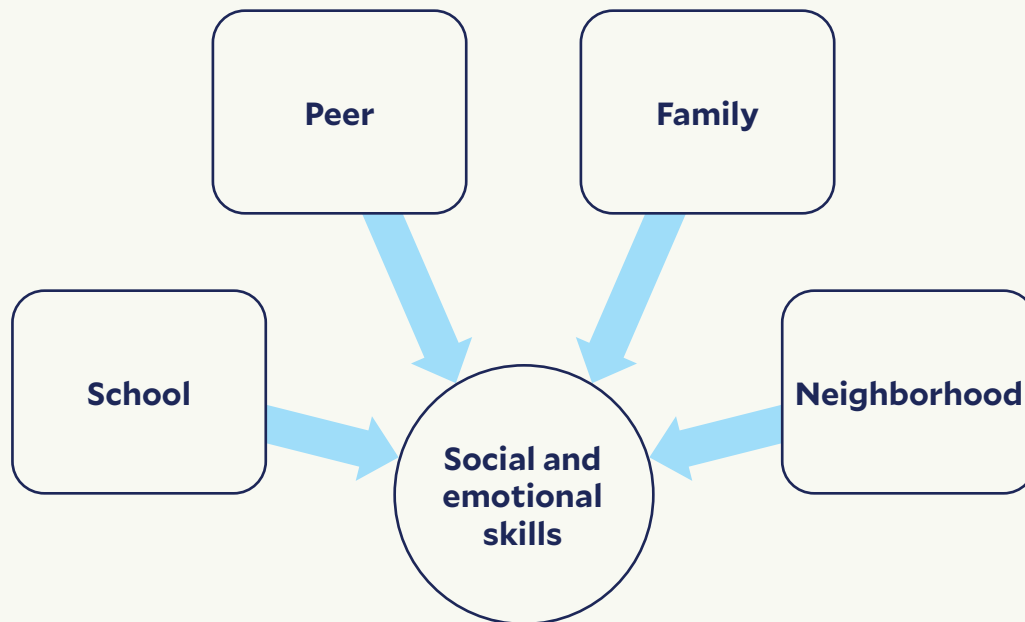 Peer
Family
School
Neighborhood
Social and
emotional
skills